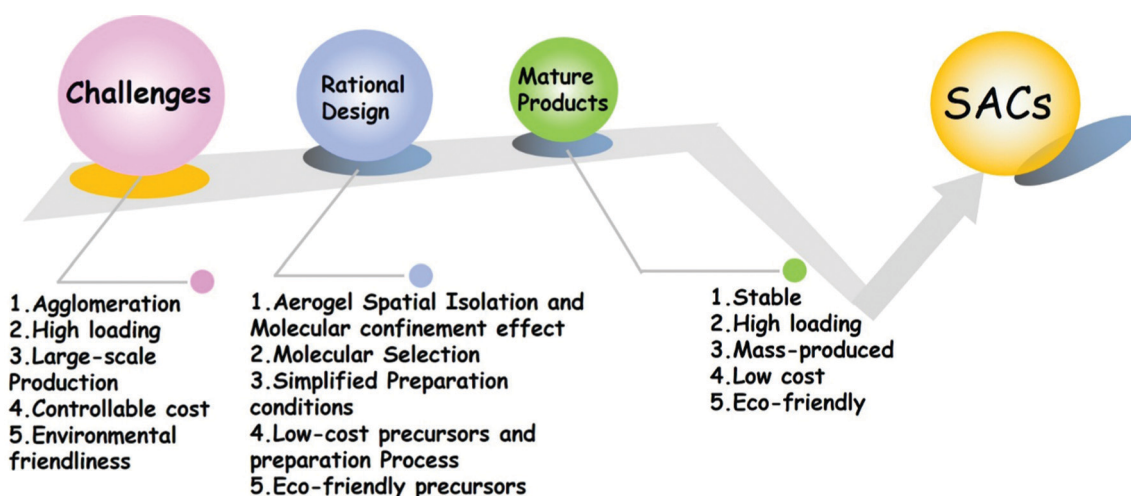 Challenges
Rational
Design
Mature
Products
SACs
1.Agglomeration
2.High loading
3.Large-scale
Production
4.Controllable cost
5.Environmental
friendliness
1.Aerogel Spatial Isolation and
Molecular confinement effect
2.Molecular Selection
3.Simplified Preparation
conditions
4.Low-cost precursors and
preparation Process
5.Eco-friendly precursors
1.Stable
2.High loading
3.Mass-produced
4.Low cost
5.Eco-friendly